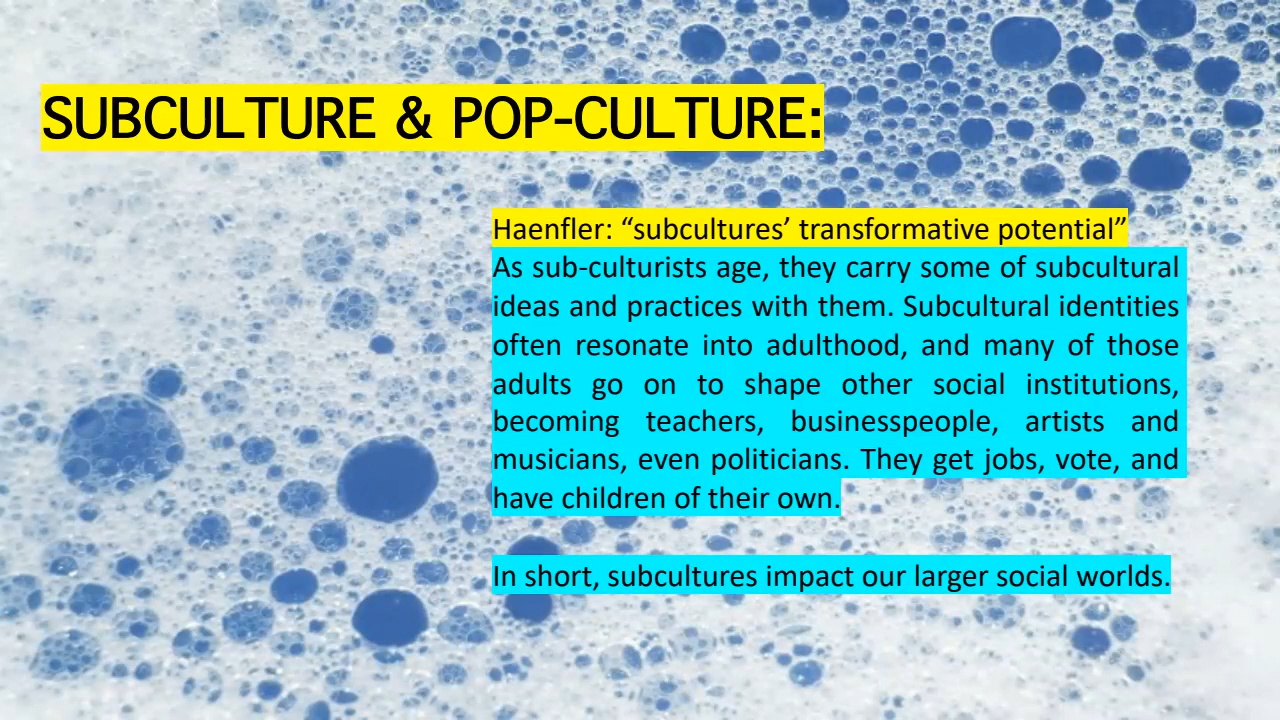 SUBCULTURE & POP-CULTURE:
Haenfler: “subcultures’ transformative potential”
As sub-culturists age, they carry some of subcultural
ideas and practices with them. Subcultural identities
often resonate into adulthood, and many of those
adults go on to shape other social institutions,
becoming teachers, businesspeople, artists and
musicians, even politicians. They get jobs, vote, and
have children of their own.
In short, subcultures impact our larger social worlds.